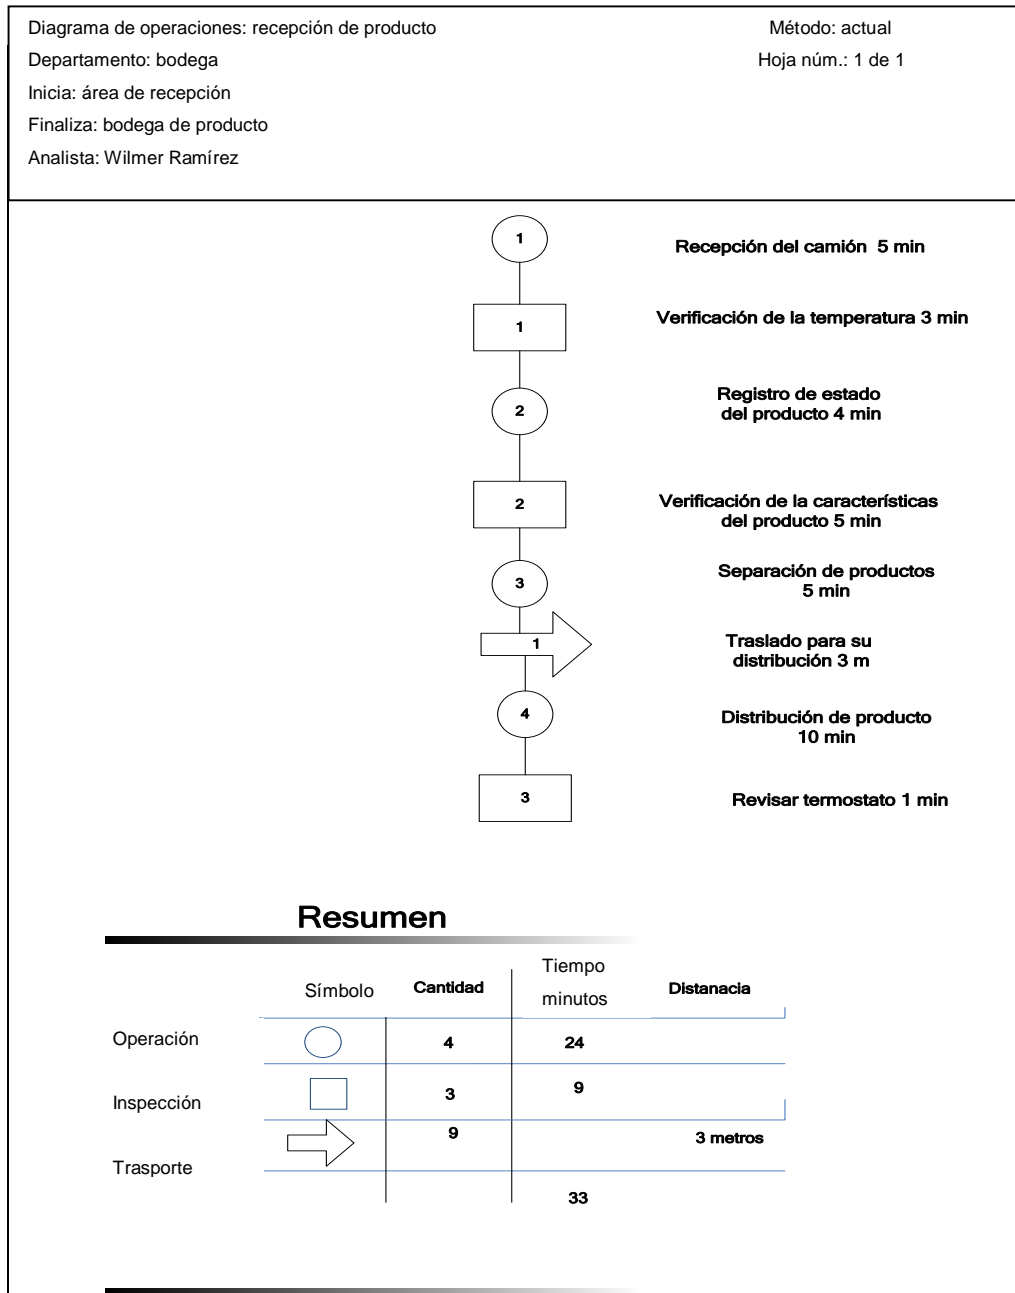 Diagrama de operaciones: recepción de producto
Método: actual
Departamento: bodega
Hoja núm.: 1 de 1
Inicia: área de recepción
Finaliza: bodega de producto
Analista: Wilmer Ramírez
1
Recepción del camión 5 min
1
Verificación de la temperatura 3 min
2
Registro de estado
del producto 4 min
2
Verificación de la características
del producto 5 min
3
Separación de productos
5 min
1
Traslado para su
distribución 3 m
4
Distribución de producto
10 min
3
Revisar termostato 1 min
Resumen
Símbolo
Cantidad
Tiempo
minutos
Distanacia
Operación
4
24
Inspección
3
9
Trasporte
9
3 metros
33